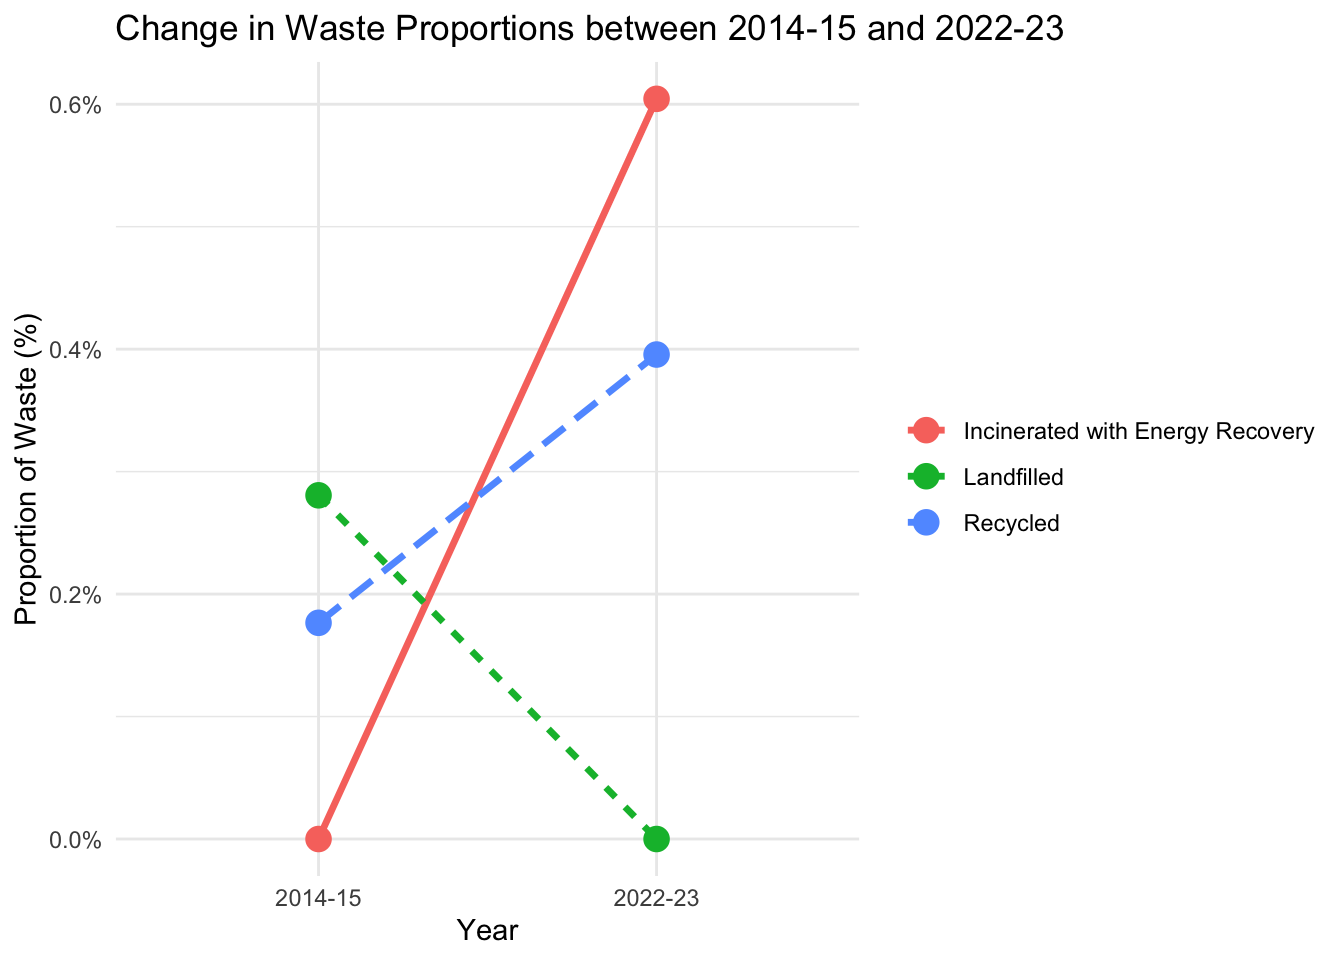 Change in Waste Proportions between 2014-15 and 2022-23
0.6%
0.4%
0.2%
0.0%
Proportion of Waste (%)
2014-15
2022-23
Year
Incinerated with Energy Recovery
Landfilled
Recycled